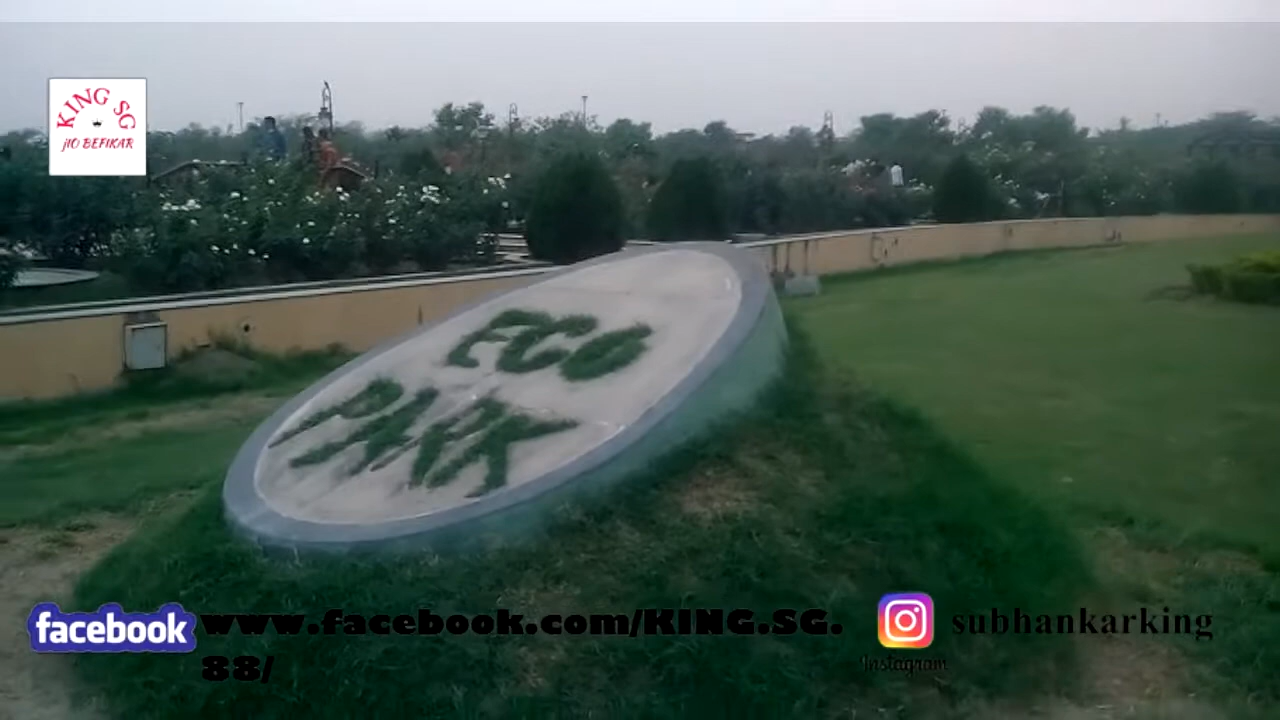 KING SG
JIO BEFIKAR
ECO
PARK
facebook
www.facebook.com/KING.SG.
88/
Instagram
subhankarking